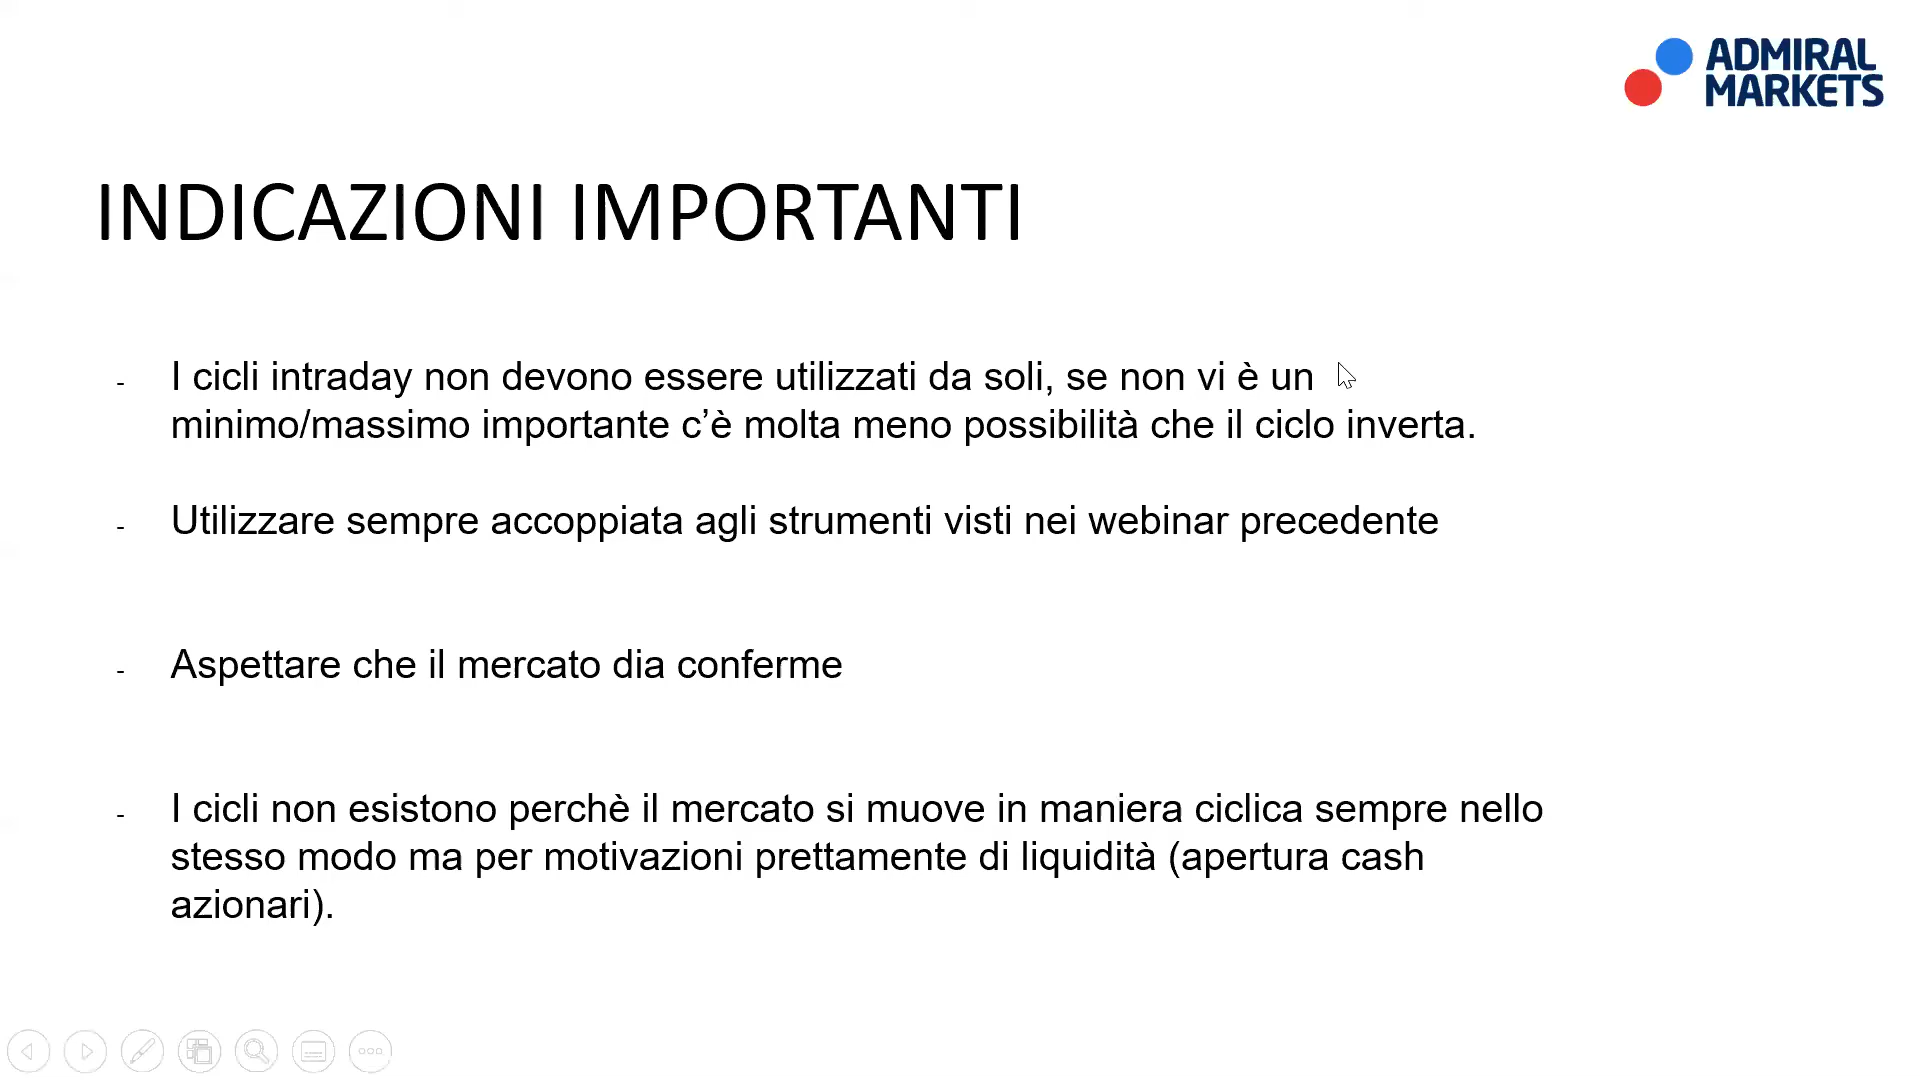 ADMIRAL
MARKETS
INDICAZIONI IMPORTANTI
- I cicli intraday non devono essere utilizzati da soli, se non vi è un
minimo/massimo importante c’è molta meno possibilità che il ciclo inverta.
- Utilizzare sempre accoppiata agli strumenti visti nei webinar precedente
- Aspettare che il mercato dia conferme
- I cicli non esistono perchè il mercato si muove in maniera ciclica sempre nello
stesso modo ma per motivazioni prettamente di liquidità (apertura cash
azionari).